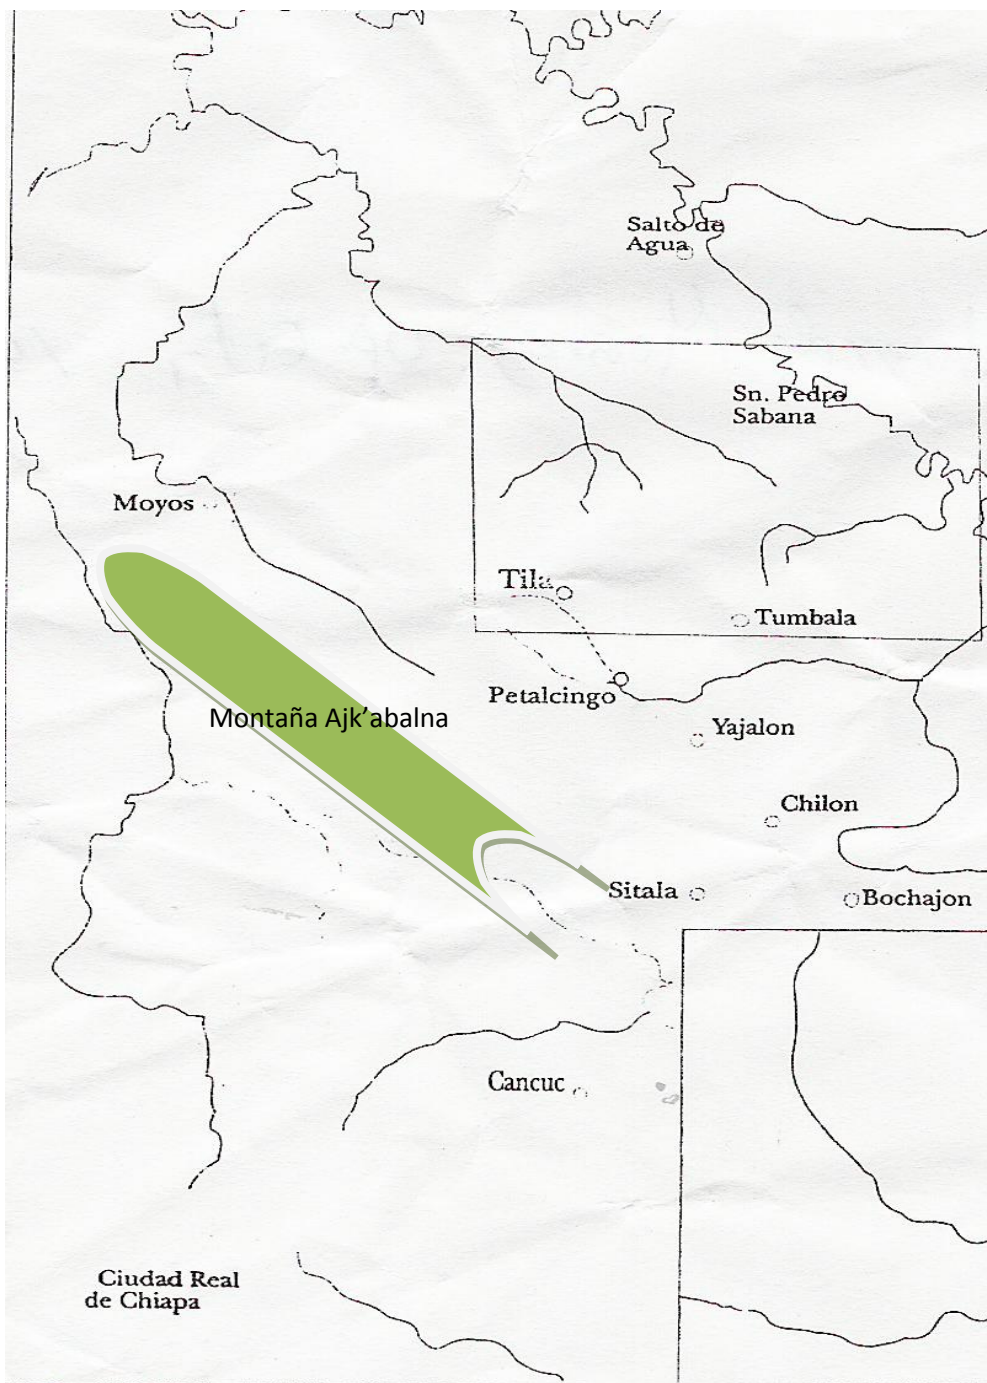 Salto de
Agua
Sn. Pedro
Sabana
Moyos
Tila
Tumbala
Petalcingo
Montaña Ajk’abalna
Yajalon
Chilon
Sitala
Bochajon
Cancuc
Ciudad Real
de Chiapa